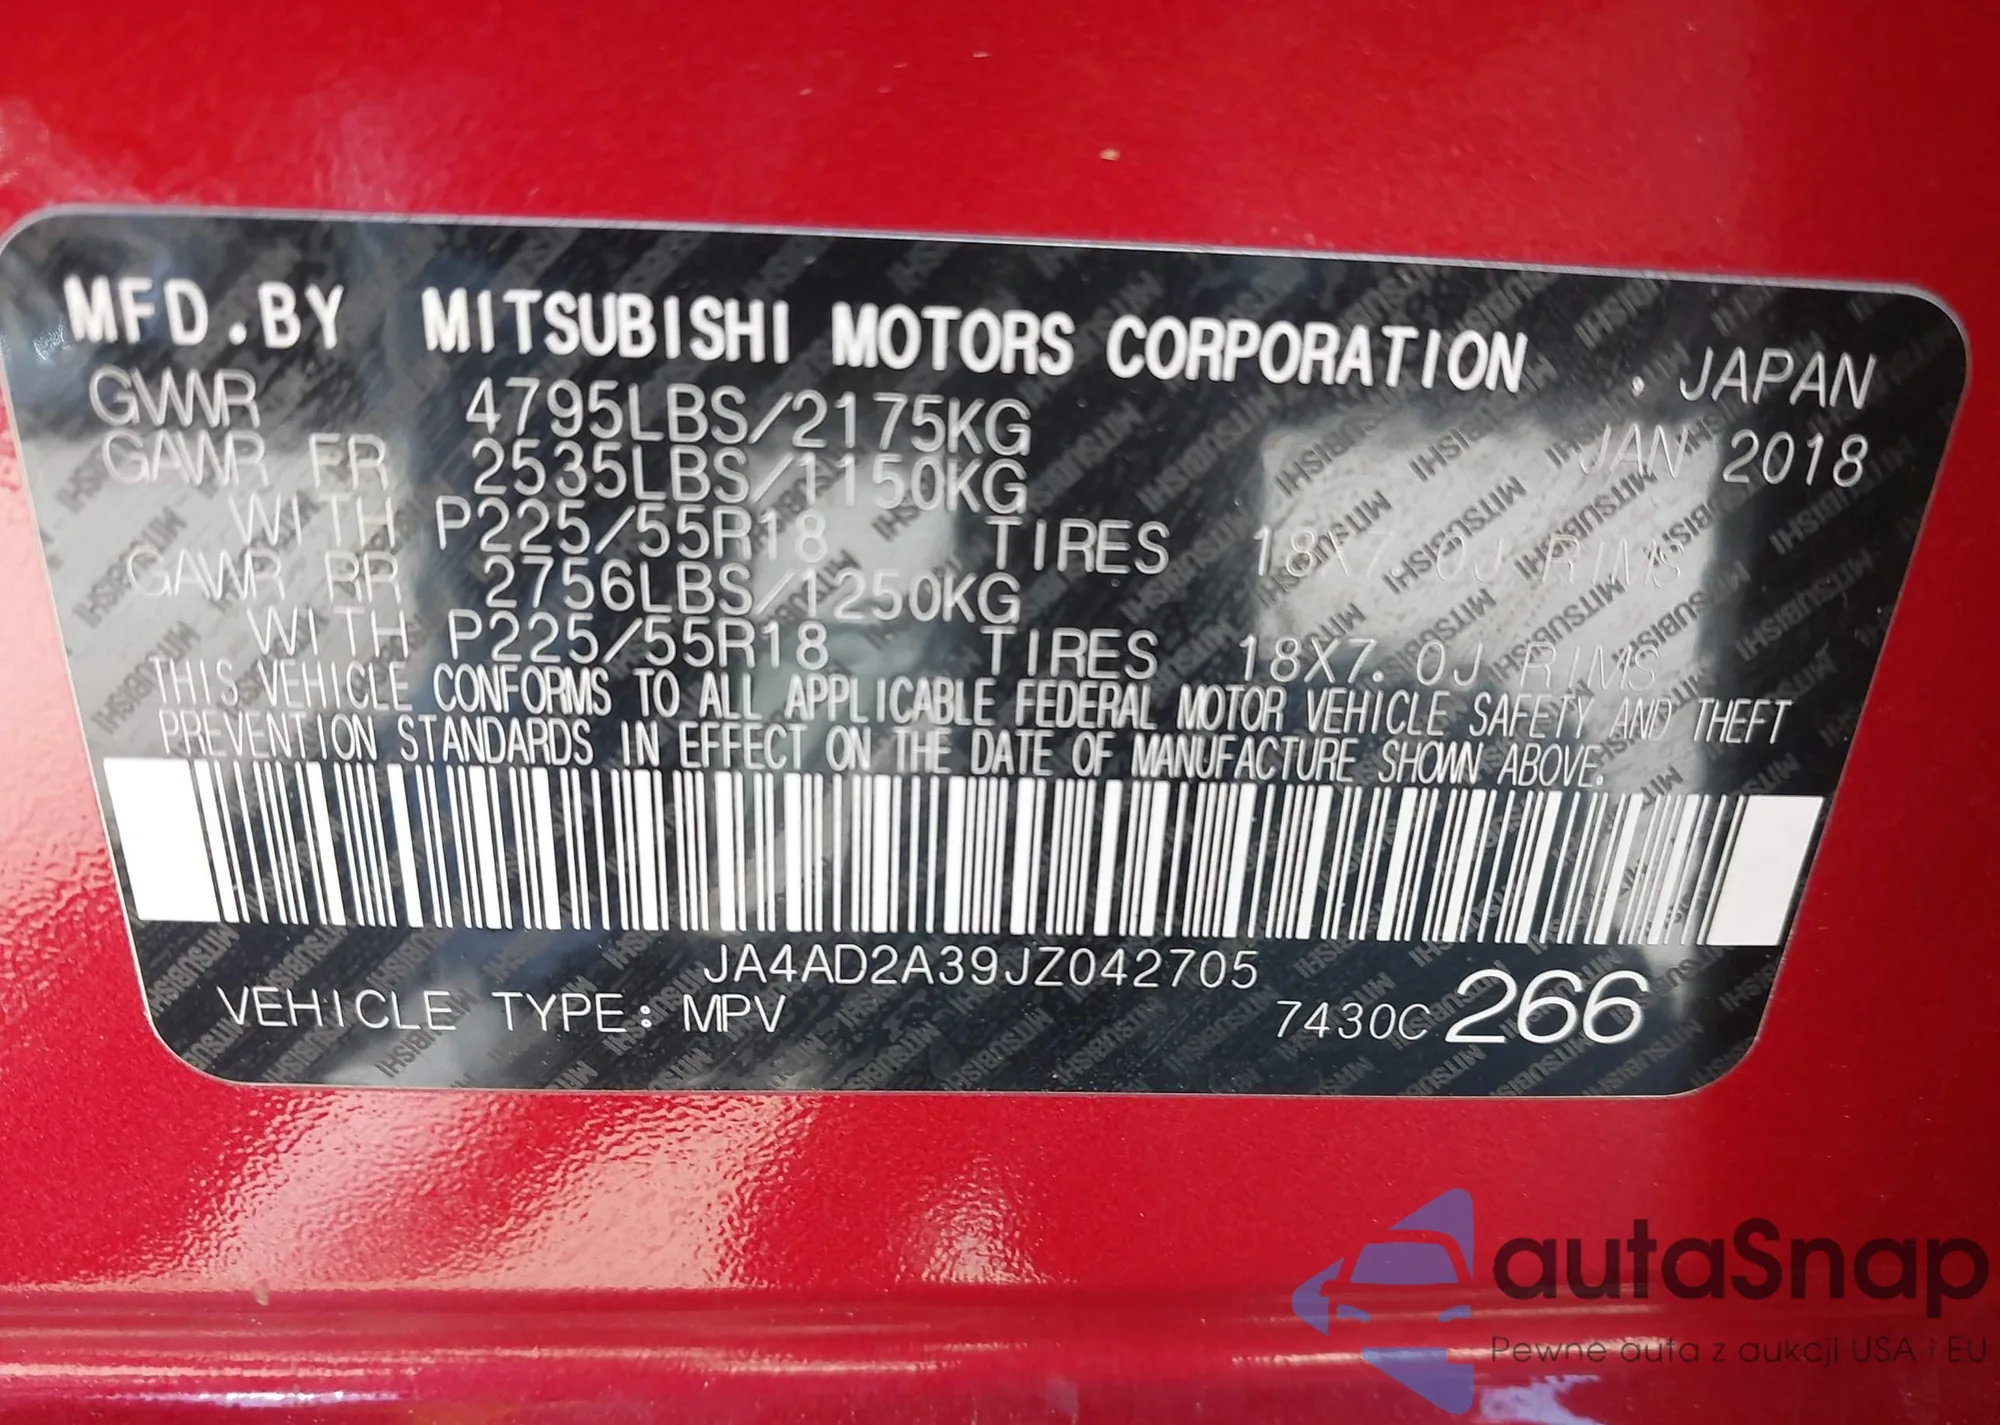 MFD.BY MITSUBISHI MOTORS CORPORATION . JAPAN
GVWR 4795LBS/2175KG JAN 2018
GAWR FR 2535LBS/1150KG
WITH P225/55R18 TIRES 18X7.0J RIMS
GAWR RR 2756LBS/1250KG
WITH P225/55R18 TIRES 18X7.0J RIMS
THIS VEHICLE CONFORMS TO ALL APPLICABLE FEDERAL MOTOR VEHICLE SAFETY AND THEFT
PREVENTION STANDARDS IN EFFECT ON THE DATE OF MANUFACTURE SHOWN ABOVE.
JA4AD2A39JZ042705
VEHICLE TYPE: MPV 7430C 266
autaSnap
Pewne auta z aukcji USA i EU